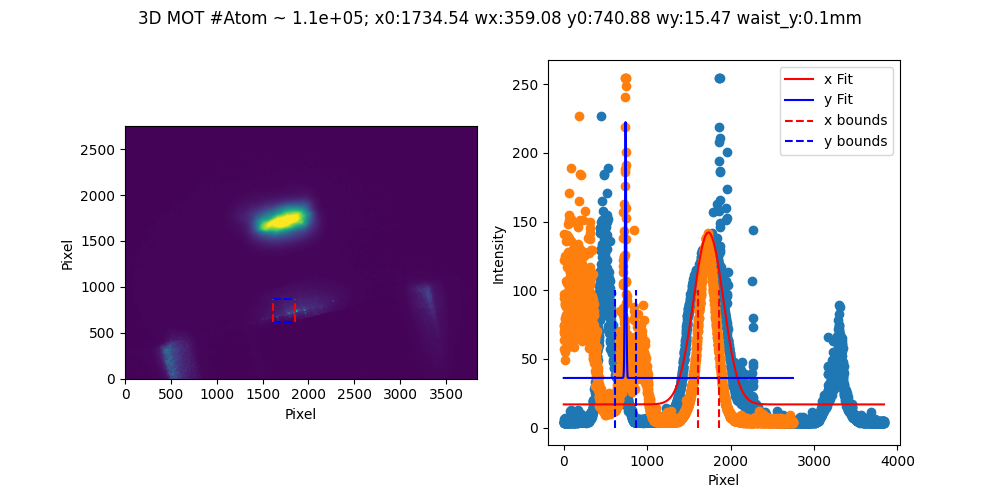 3D MOT #Atom ~ 1.1e+05; x0:1734.54 wx:359.08 y0:740.88 wy:15.47 waist_y:0.1mm
2500
2000
1500
1000
500
0
Pixel
0 500 1000 1500 2000 2500 3000 3500
Pixel
250
200
150
100
50
0
Intensity
0 1000 2000 3000 4000
Pixel
x Fit
y Fit
x bounds
y bounds